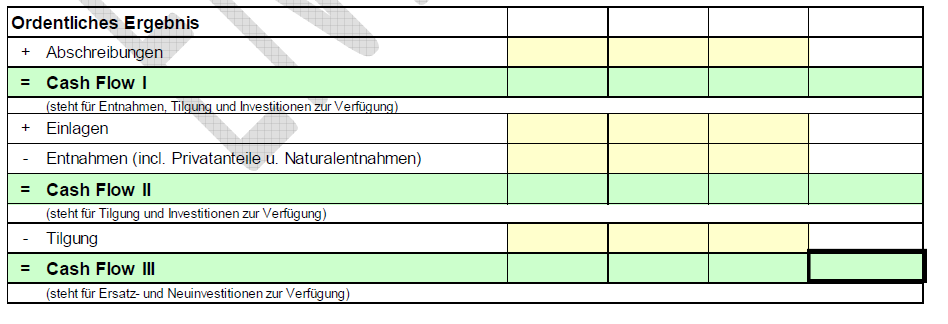 Ordentliches Ergebnis
+ Abschreibungen
= Cash Flow I
(steht für Entnahmen, Tilgung und Investitionen zur Verfügung)
+ Einlagen
- Entnahmen (incl. Privatanteile u. Naturalentnahmen)
= Cash Flow II
(steht für Tilgung und Investitionen zur Verfügung)
- Tilgung
= Cash Flow III
(steht für Ersatz- und Neuinvestitionen zur Verfügung)